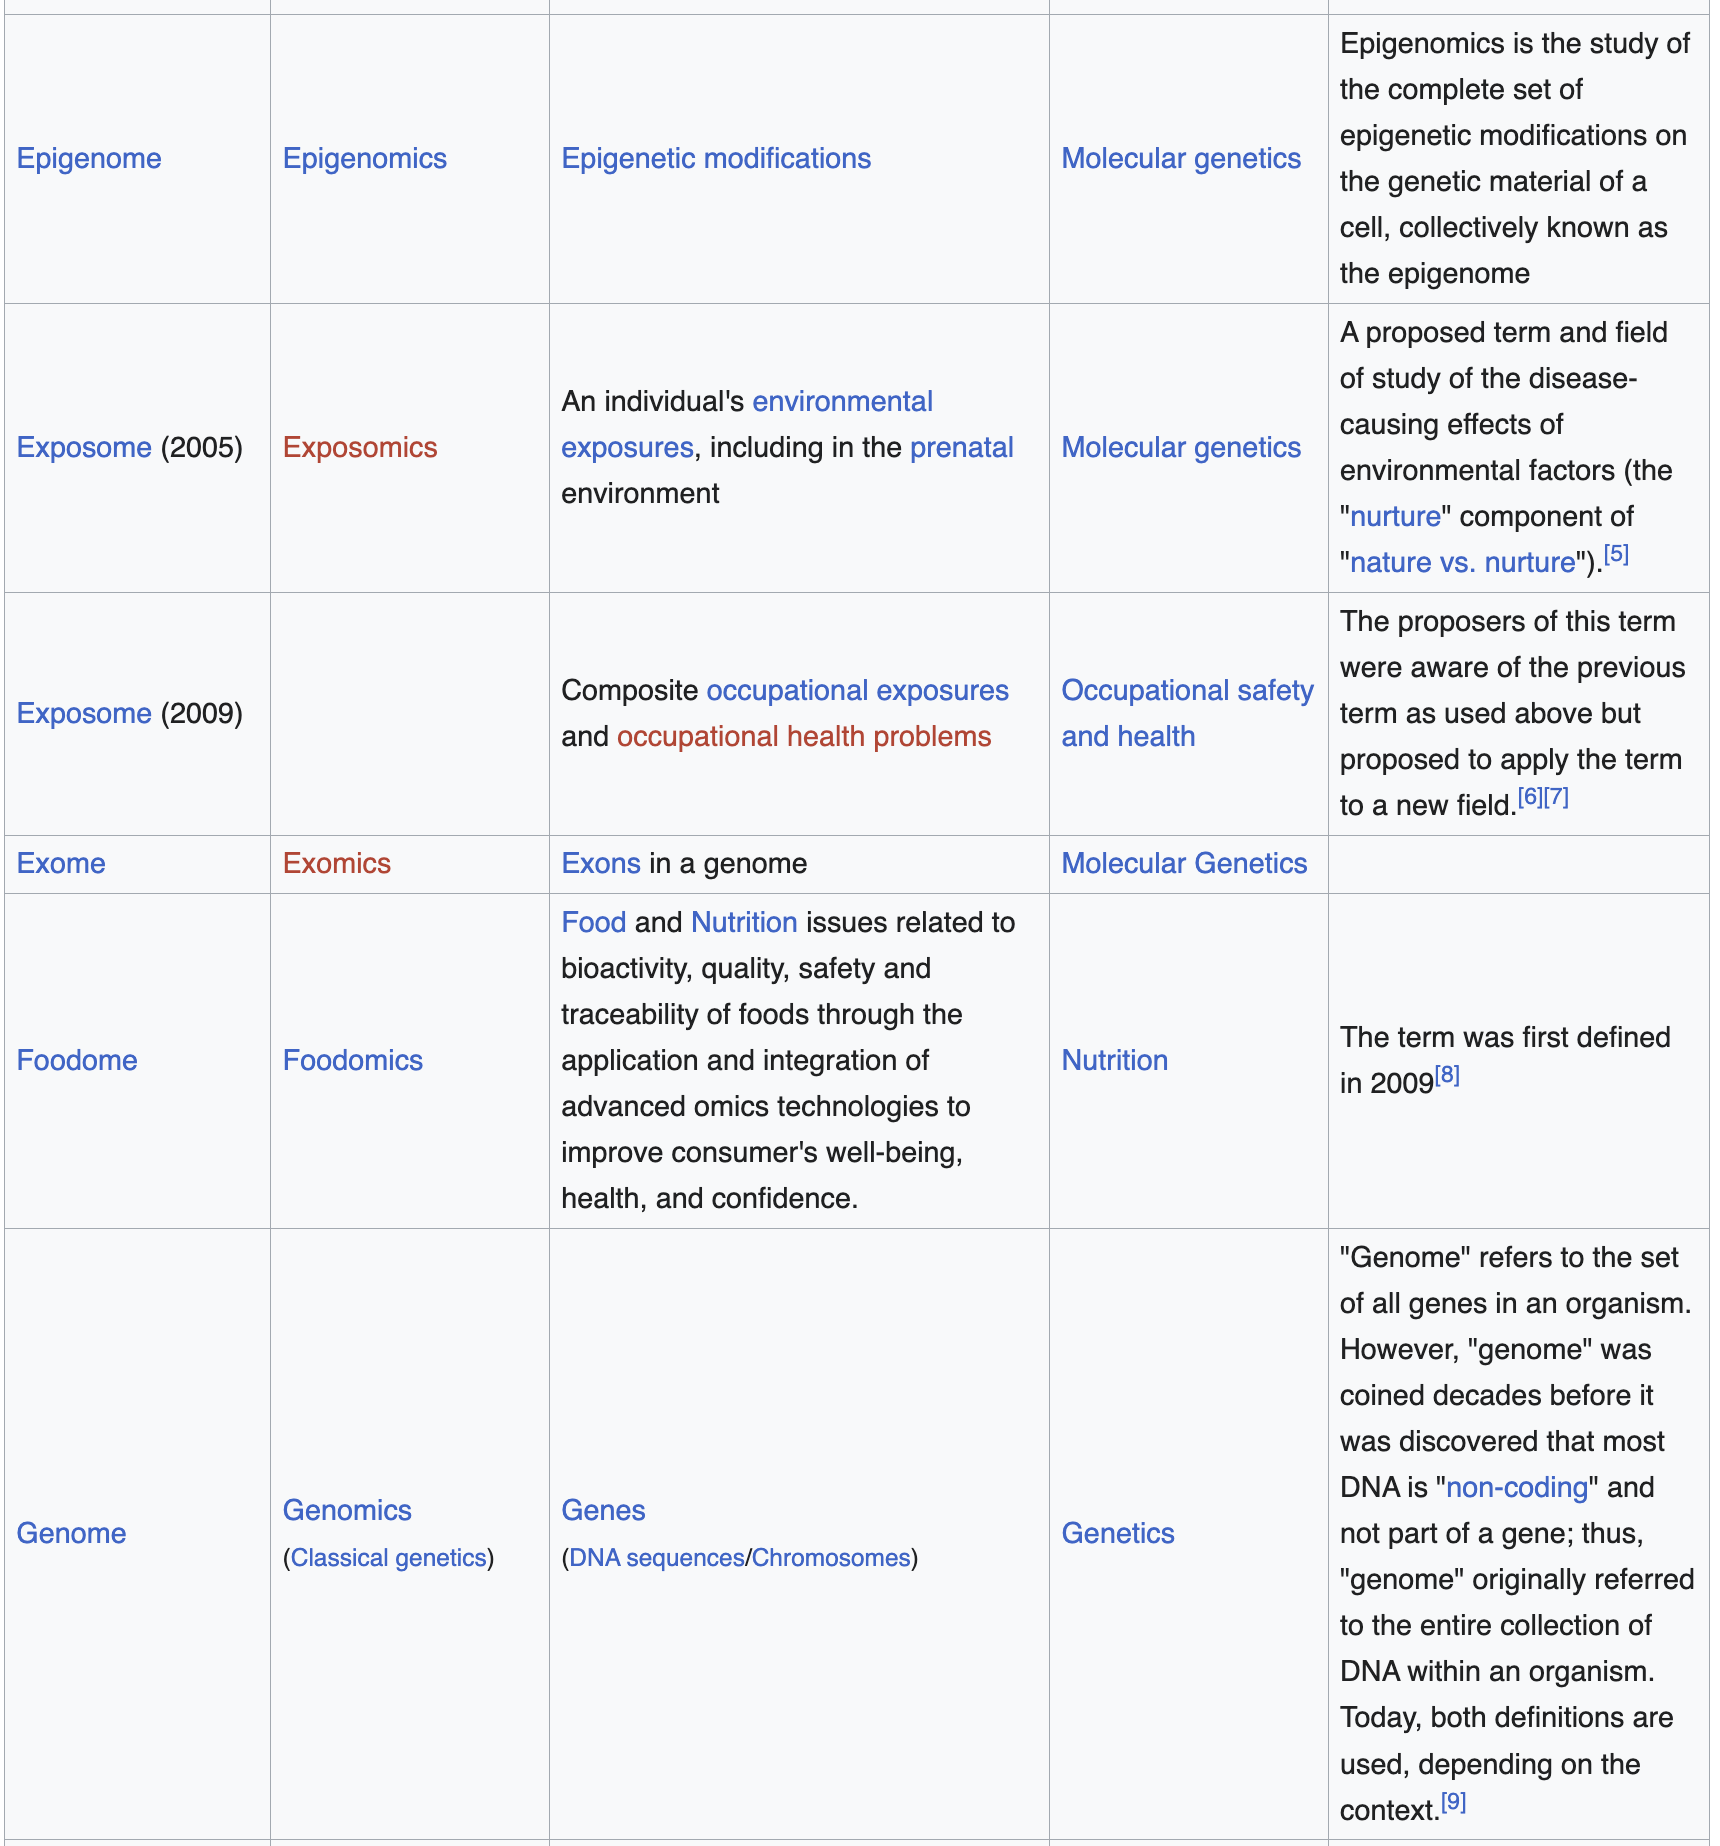 Epigenome
Epigenomics
Epigenetic modifications
Molecular genetics
Epigenomics is the study of
the complete set of
epigenetic modifications on
the genetic material of a
cell, collectively known as
the epigenome
Exposome (2005)
Exposomics
An individual's environmental
exposures, including in the prenatal
environment
Molecular genetics
A proposed term and field
of study of the disease-
causing effects of
environmental factors (the
"nurture" component of
"nature vs. nurture").[5]
Exposome (2009)
Composite occupational exposures
and occupational health problems
Occupational safety
and health
The proposers of this term
were aware of the previous
term as used above but
proposed to apply the term
to a new field.[6][7]
Exome
Exomics
Exons in a genome
Molecular Genetics
Foodome
Foodomics
Food and Nutrition issues related to
bioactivity, quality, safety and
traceability of foods through the
application and integration of
advanced omics technologies to
improve consumer's well-being,
health, and confidence.
Nutrition
The term was first defined
in 2009[8]
Genome
Genomics
(Classical genetics)
Genes
(DNA sequences/Chromosomes)
Genetics
"Genome" refers to the set
of all genes in an organism.
However, "genome" was
coined decades before it
was discovered that most
DNA is "non-coding" and
not part of a gene; thus,
"genome" originally referred
to the entire collection of
DNA within an organism.
Today, both definitions are
used, depending on the
context.[9]